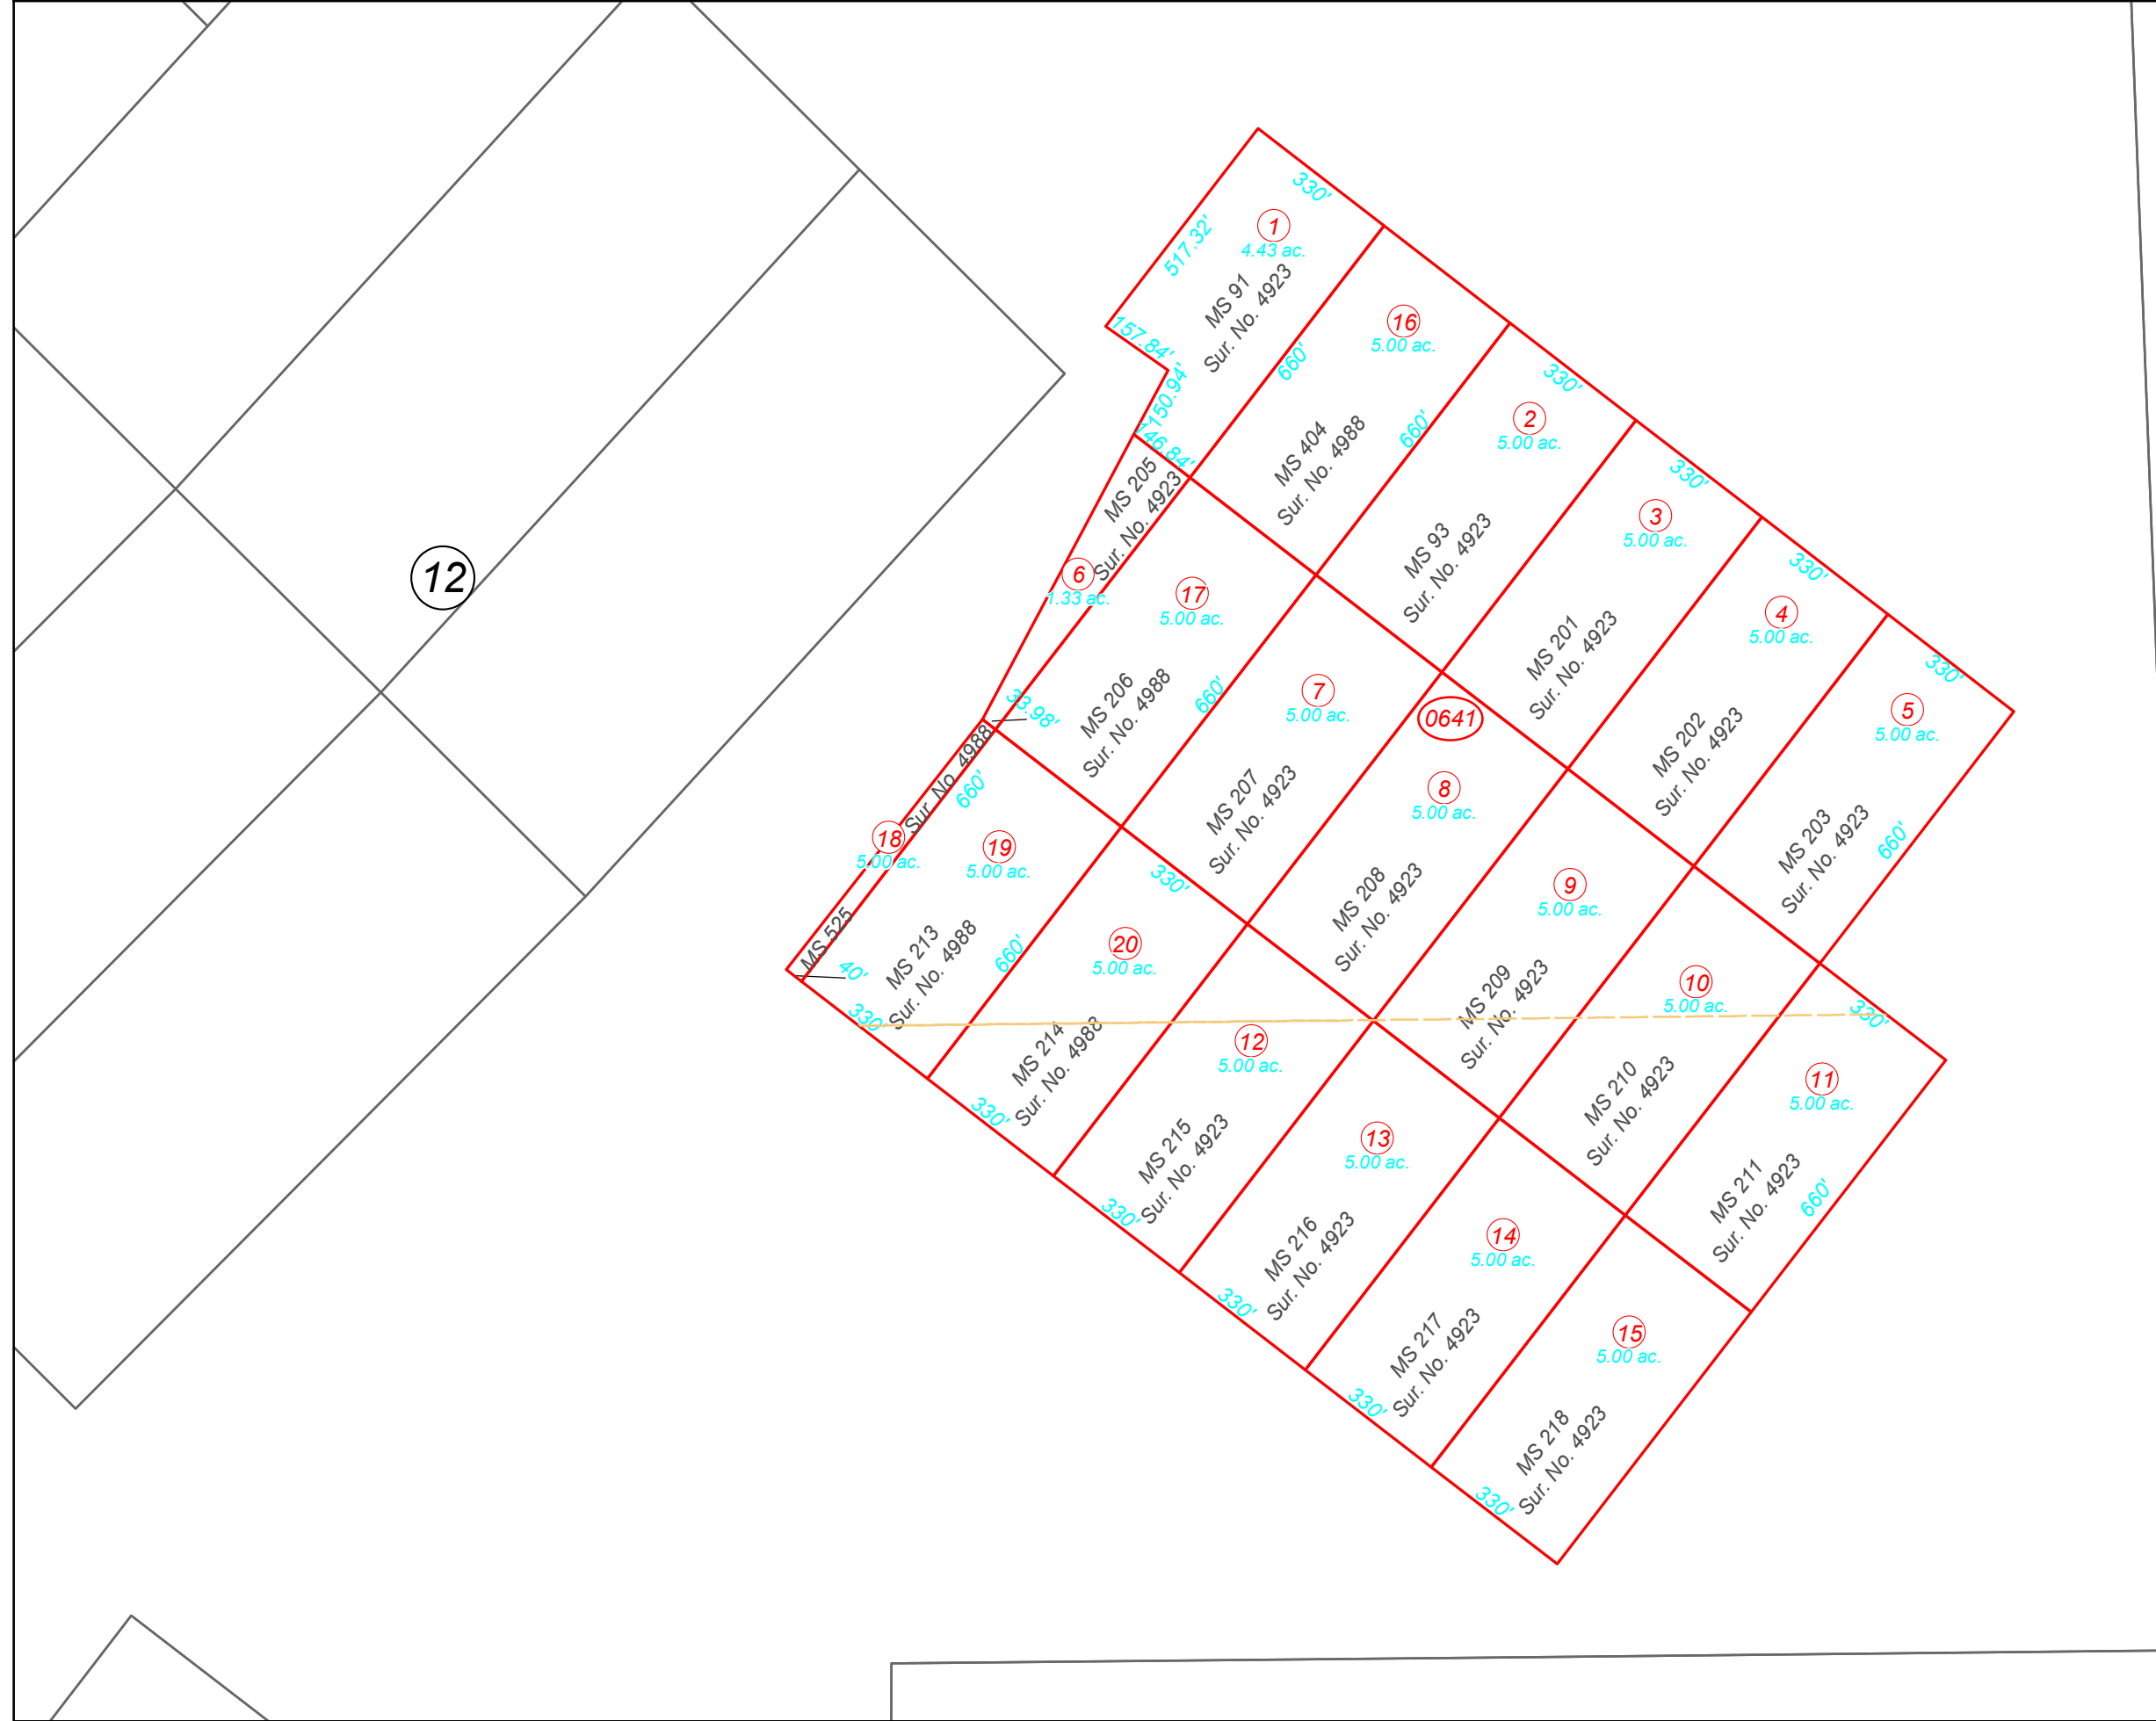 330'
1
4.43 ac.
517.32'
MS 91
Sur. No. 4923
157.84'
150.94'
146.84'
660'
16
5.00 ac.
MS 404
Sur. No. 4988
660'
330'
2
5.00 ac.
MS 93
Sur. No. 4923
330'
3
5.00 ac.
MS 201
Sur. No. 4923
330'
4
5.00 ac.
MS 202
Sur. No. 4923
330'
5
5.00 ac.
MS 203
Sur. No. 4923
660'
12
MS 205
Sur. No. 4923
6
1.33 ac.
33.98'
17
5.00 ac.
MS 206
Sur. No. 4988
660'
7
5.00 ac.
MS 207
Sur. No. 4923
0641
8
5.00 ac.
MS 208
Sur. No. 4923
9
5.00 ac.
MS 209
Sur. No. 4923
10
5.00 ac.
MS 210
Sur. No. 4923
330'
11
5.00 ac.
MS 211
Sur. No. 4923
660'
MS 525
Sur. No. 4988
18
5.00 ac.
40'
660'
19
5.00 ac.
MS 213
Sur. No. 4988
330'
660'
330'
20
5.00 ac.
MS 214
Sur. No. 4988
330'
12
5.00 ac.
MS 215
Sur. No. 4923
330'
13
5.00 ac.
MS 216
Sur. No. 4923
330'
14
5.00 ac.
MS 217
Sur. No. 4923
330'
15
5.00 ac.
MS 218
Sur. No. 4923
330'